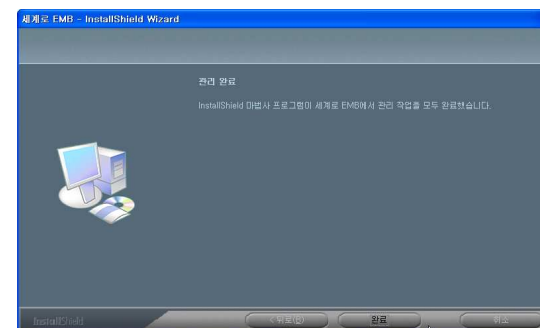 세계로 EMB - InstallShield Wizard
관리 완료
InstallShield 마법사 프로그램이 세계로 EMB에서 관리 작업을 모두 완료했습니다.
InstallShield
< 뒤로(B)
완료
취소